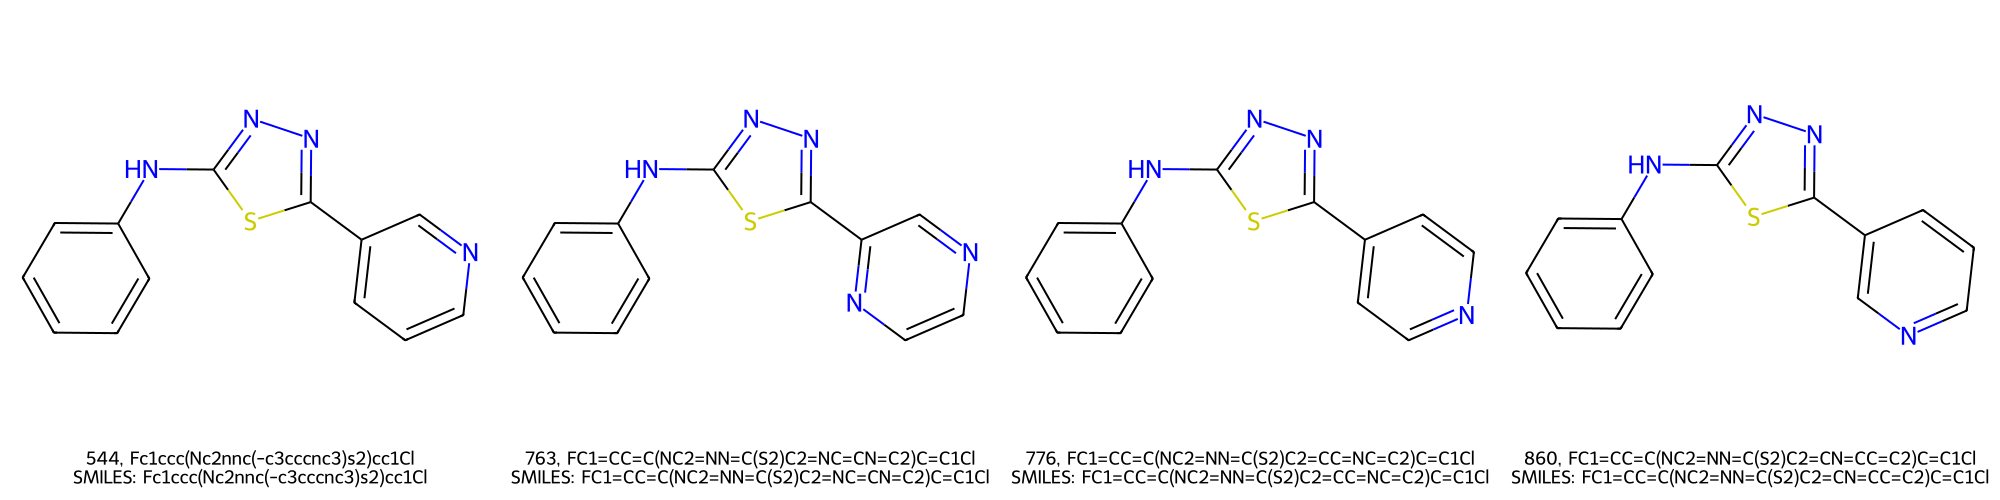 N
N
HN
S
N
N
N
HN
S
N
N
N
N
HN
S
N
N
N
HN
S
N
544, Fc1ccc(Nc2nnc(-c3cccnc3)s2)cc1Cl
SMILES: Fc1ccc(Nc2nnc(-c3cccnc3)s2)cc1Cl
763, FC1=CC=C(NC2=NN=C(S2)C2=NC=CN=C2)C=C1Cl
SMILES: FC1=CC=C(NC2=NN=C(S2)C2=NC=CN=C2)C=C1Cl
776, FC1=CC=C(NC2=NN=C(S2)C2=CC=NC=C2)C=C1Cl
SMILES: FC1=CC=C(NC2=NN=C(S2)C2=CC=NC=C2)C=C1Cl
860, FC1=CC=C(NC2=NN=C(S2)C2=CN=CC=C2)C=C1Cl
SMILES: FC1=CC=C(NC2=NN=C(S2)C2=CN=CC=C2)C=C1Cl